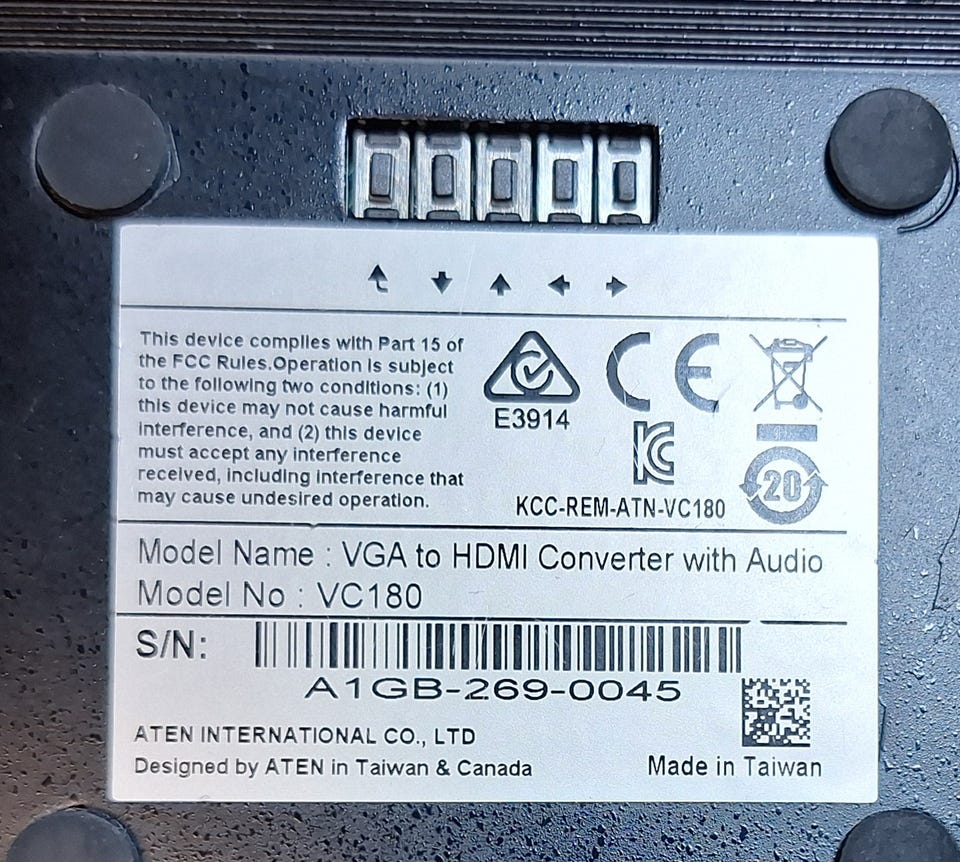 This device complies with Part 15 of
the FCC Rules.Operation is subject
to the following two conditions: (1)
this device may not cause harmful
interference, and (2) this device
must accept any interference
received, including interference that
may cause undesired operation.
E3914
CE
KC
20
KCC-REM-ATN-VC180
Model Name : VGA to HDMI Converter with Audio
Model No : VC180
S/N:
A1GB-269-0045
ATEN INTERNATIONAL CO., LTD
Designed by ATEN in Taiwan & Canada
Made in Taiwan